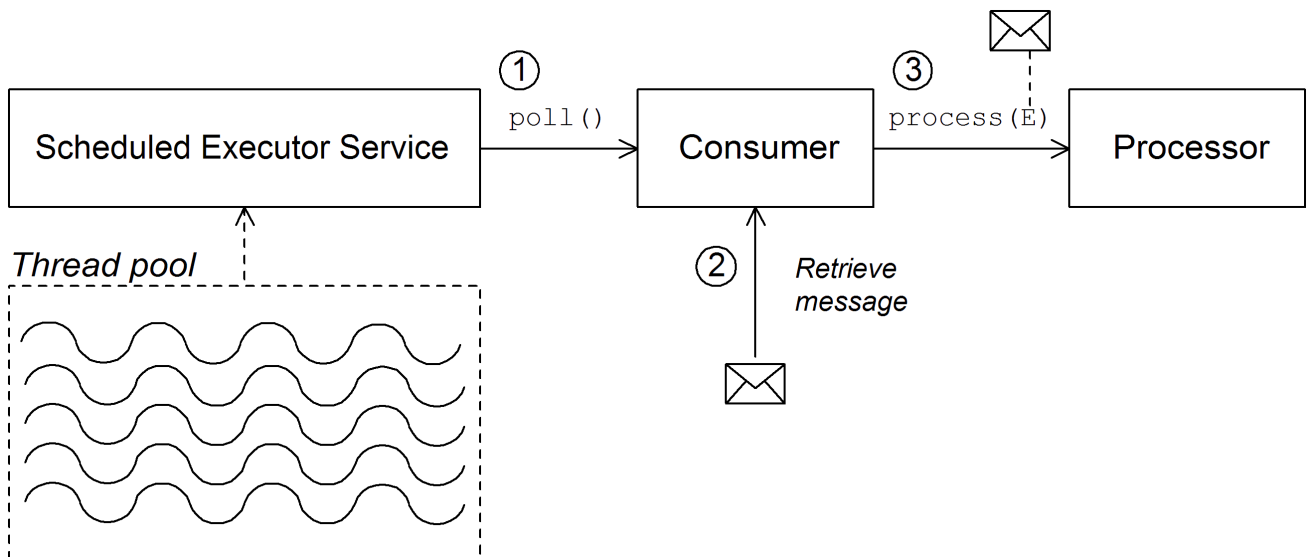 1
3
poll()
process(E)
Scheduled Executor Service
Consumer
Processor
Thread pool
2
Retrieve
message